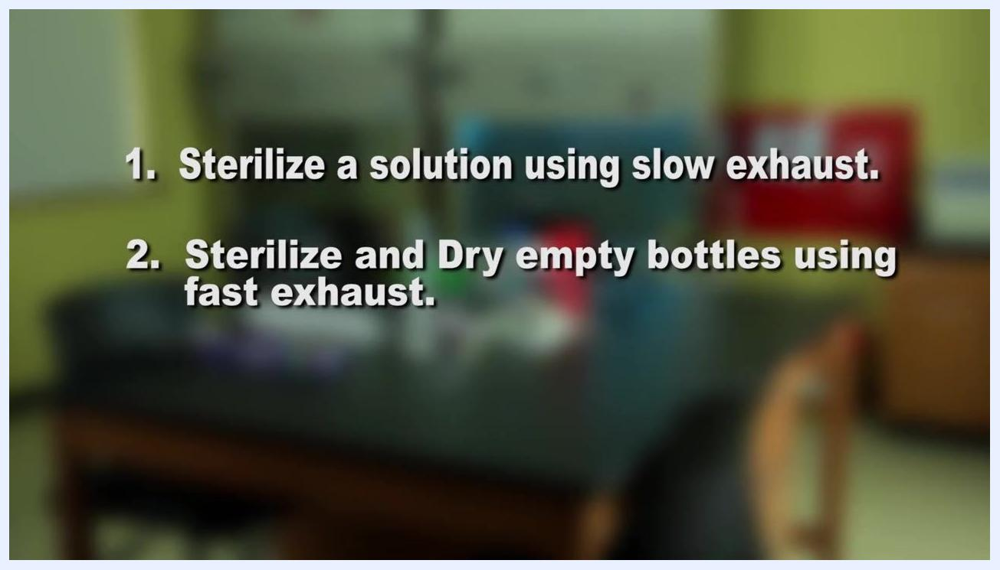 1. Sterilize a solution using slow exhaust.
2. Sterilize and Dry empty bottles using
fast exhaust.